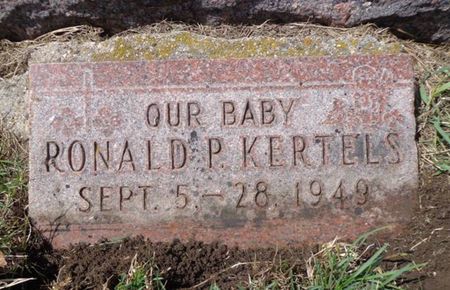 OUR BABY
RONALD P. KERTELS
SEPT. 5 – 28, 1949